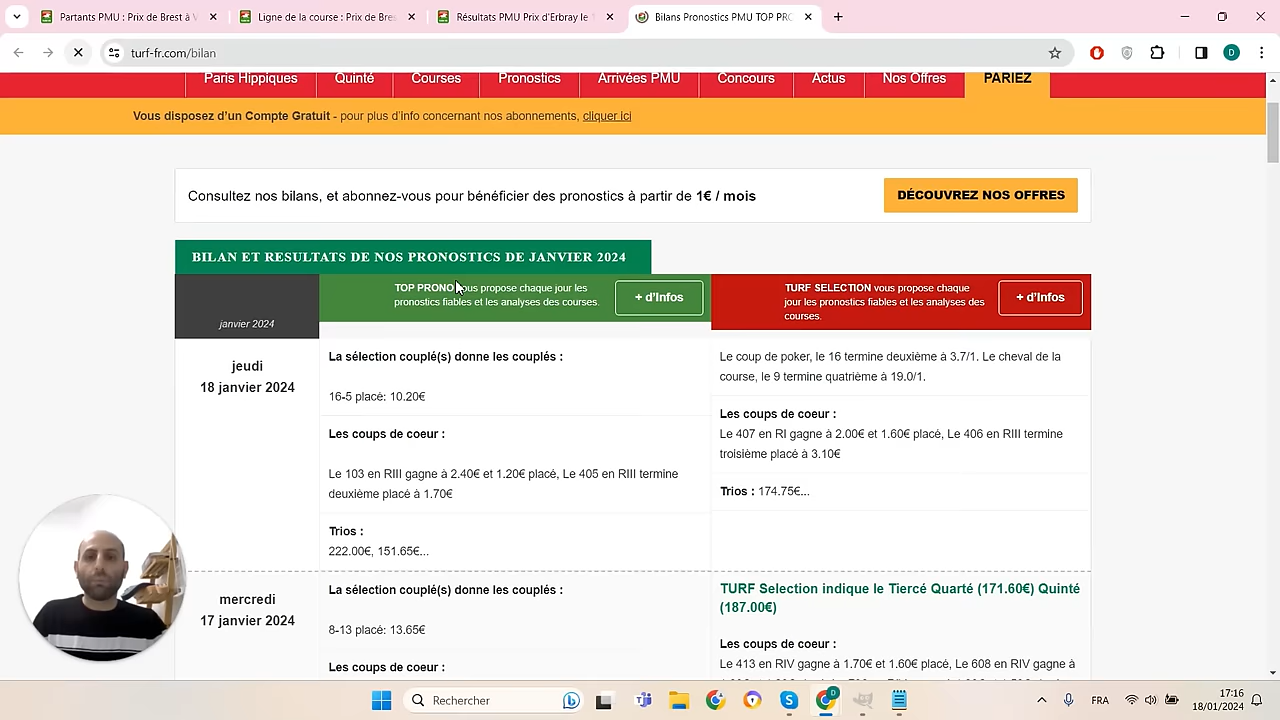 Partants PMU : Prix de Brest à V
Ligne de la course : Prix de Bres
Résultats PMU Prix d'Erbray le 1
Bilans Pronostics PMU TOP PRO
turf-fr.com/bilan
D
Paris Hippiques
Quinté
Courses
Pronostics
Arrivées PMU
Concours
Actus
Nos Offres
PARIEZ
Vous disposez d'un Compte Gratuit - pour plus d'info concernant nos abonnements, cliquer ici
Consultez nos bilans, et abonnez-vous pour bénéficier des pronostics à partir de 1€ / mois
DÉCOUVREZ NOS OFFRES
BILAN ET RESULTATS DE NOS PRONOSTICS DE JANVIER 2024
janvier 2024
TOP PRONO vous propose chaque jour les
pronostics fiables et les analyses des courses.
+ d'Infos
TURF SELECTION vous propose chaque
jour les pronostics fiables et les analyses des
courses.
+ d'Infos
jeudi
18 janvier 2024
La sélection couplé(s) donne les couplés :
16-5 placé: 10.20€
Les coups de coeur :
Le 103 en RIII gagne à 2.40€ et 1.20€ placé, Le 405 en RIII termine
deuxième placé à 1.70€
Trios :
222.00€, 151.65€...
Le coup de poker, le 16 termine deuxième à 3.7/1. Le cheval de la
course, le 9 termine quatrième à 19.0/1.
Les coups de coeur :
Le 407 en RI gagne à 2.00€ et 1.60€ placé, Le 406 en RIII termine
troisième placé à 3.10€
Trios : 174.75€...
mercredi
17 janvier 2024
La sélection couplé(s) donne les couplés :
8-13 placé: 13.65€
Les coups de coeur :
TURF Selection indique le Tiercé Quarté (171.60€) Quinté
(187.00€)
Les coups de coeur :
Le 413 en RIV gagne à 1.70€ et 1.60€ placé, Le 608 en RIV gagne à
Rechercher
D
FRA
17:16
18/01/2024